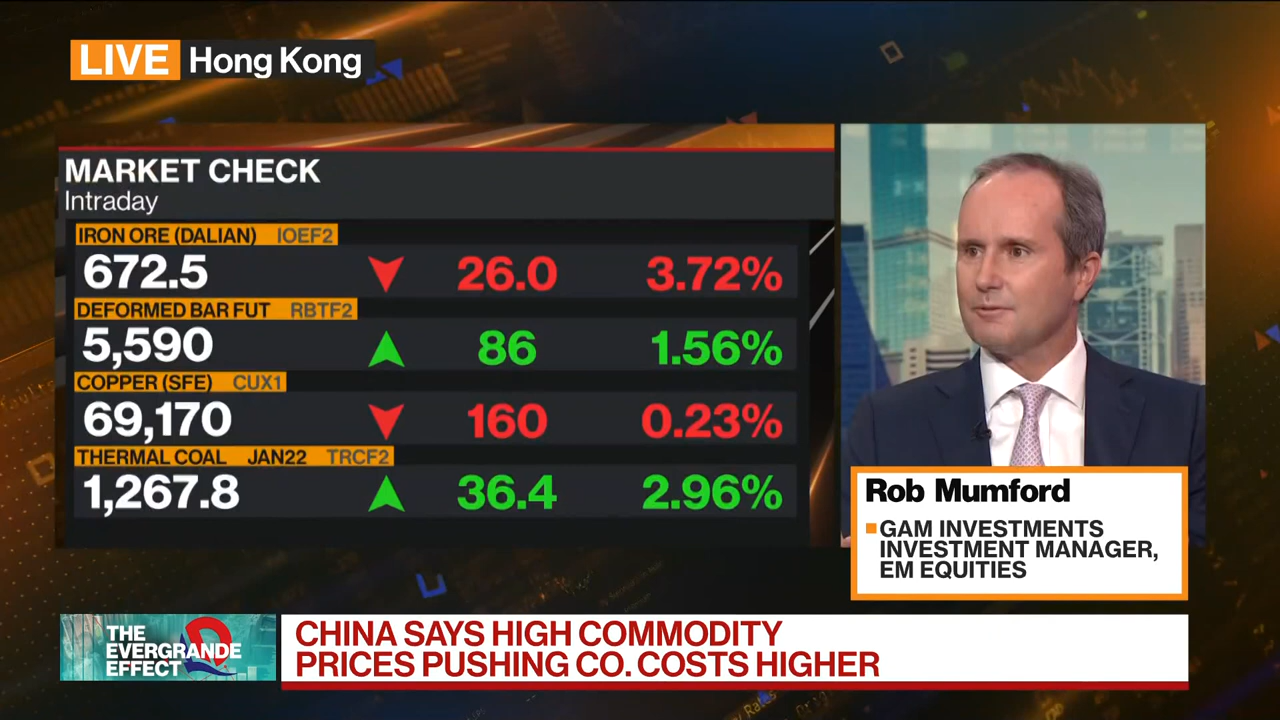 LIVE Hong Kong
MARKET CHECK
Intraday
IRON ORE (DALIAN) IOEF2
672.5 26.0 3.72%
DEFORMED BAR FUT RBTF2
5,590 86 1.56%
COPPER (SFE) CUX1
69,170 160 0.23%
THERMAL COAL JAN22 TRCF2
1,267.8 36.4 2.96%
Rob Mumford
GAM INVESTMENTS
INVESTMENT MANAGER,
EM EQUITIES
THE
EVERGRANDE
EFFECT
CHINA SAYS HIGH COMMODITY
PRICES PUSHING CO. COSTS HIGHER